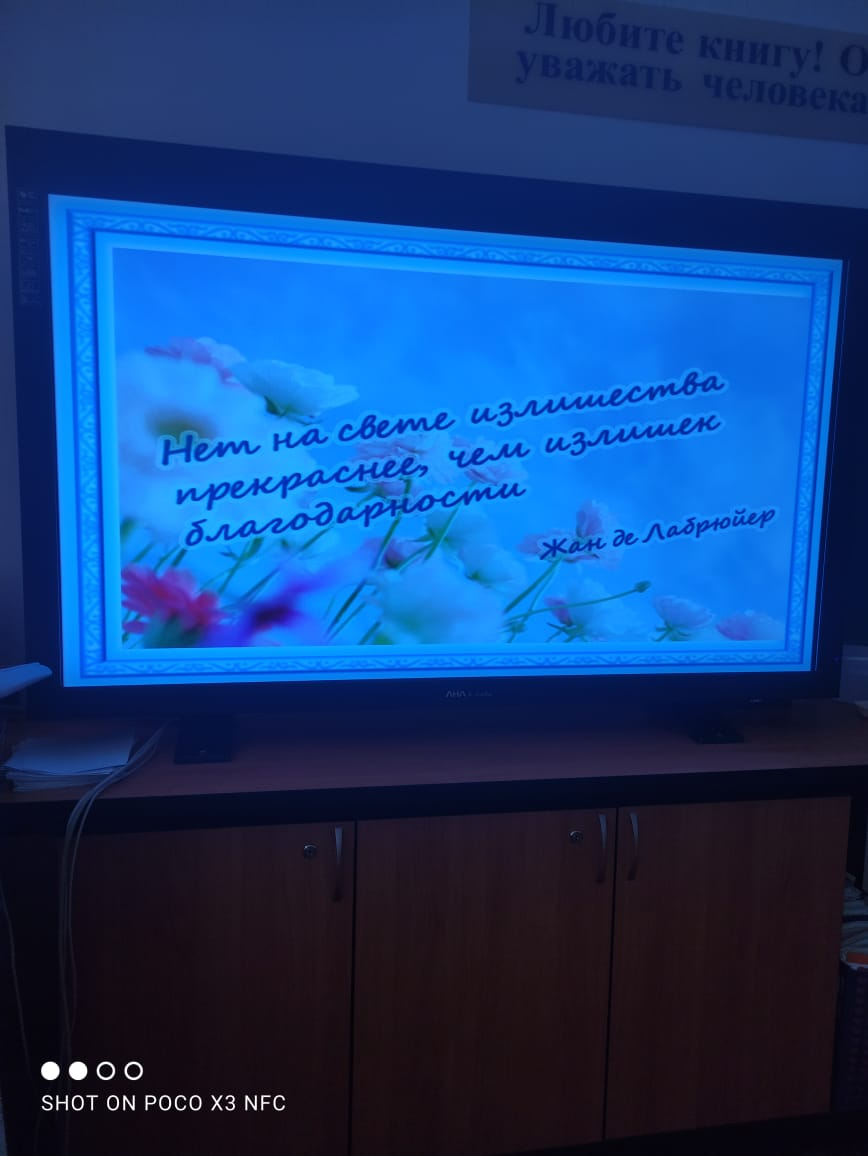 Любите книгу! О
уважать человека
Нет на свете излишества
прекраснее, чем излишек
благодарности
Жан де Лабрюйер
SHOT ON POCO X3 NFC